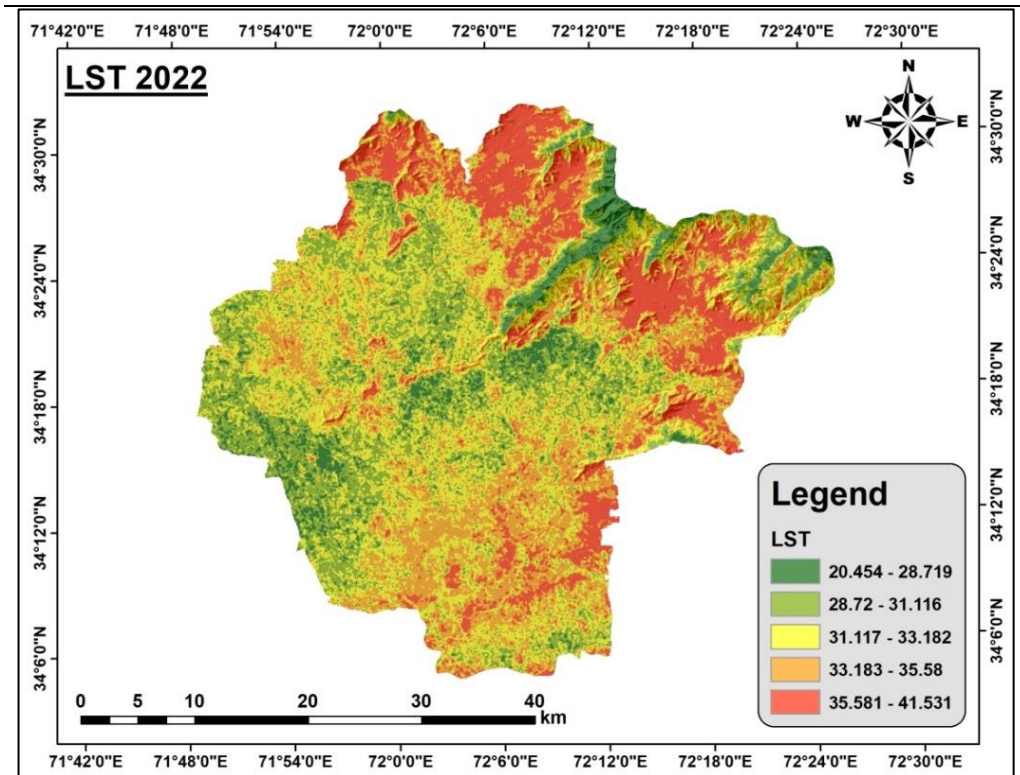 71°42'0"E 71°48'0"E 71°54'0"E 72°0'0"E 72°6'0"E 72°12'0"E 72°18'0"E 72°24'0"E 72°30'0"E
LST 2022
N
W E
S
34°30'0"N
34°24'0"N
34°18'0"N
34°12'0"N
34°6'0"N
34°30'0"N
34°24'0"N
34°18'0"N
34°12'0"N
34°6'0"N
Legend
LST
20.454 - 28.719
28.72 - 31.116
31.117 - 33.182
33.183 - 35.58
35.581 - 41.531
0 5 10 20 30 40
km
71°42'0"E 71°48'0"E 71°54'0"E 72°0'0"E 72°6'0"E 72°12'0"E 72°18'0"E 72°24'0"E 72°30'0"E